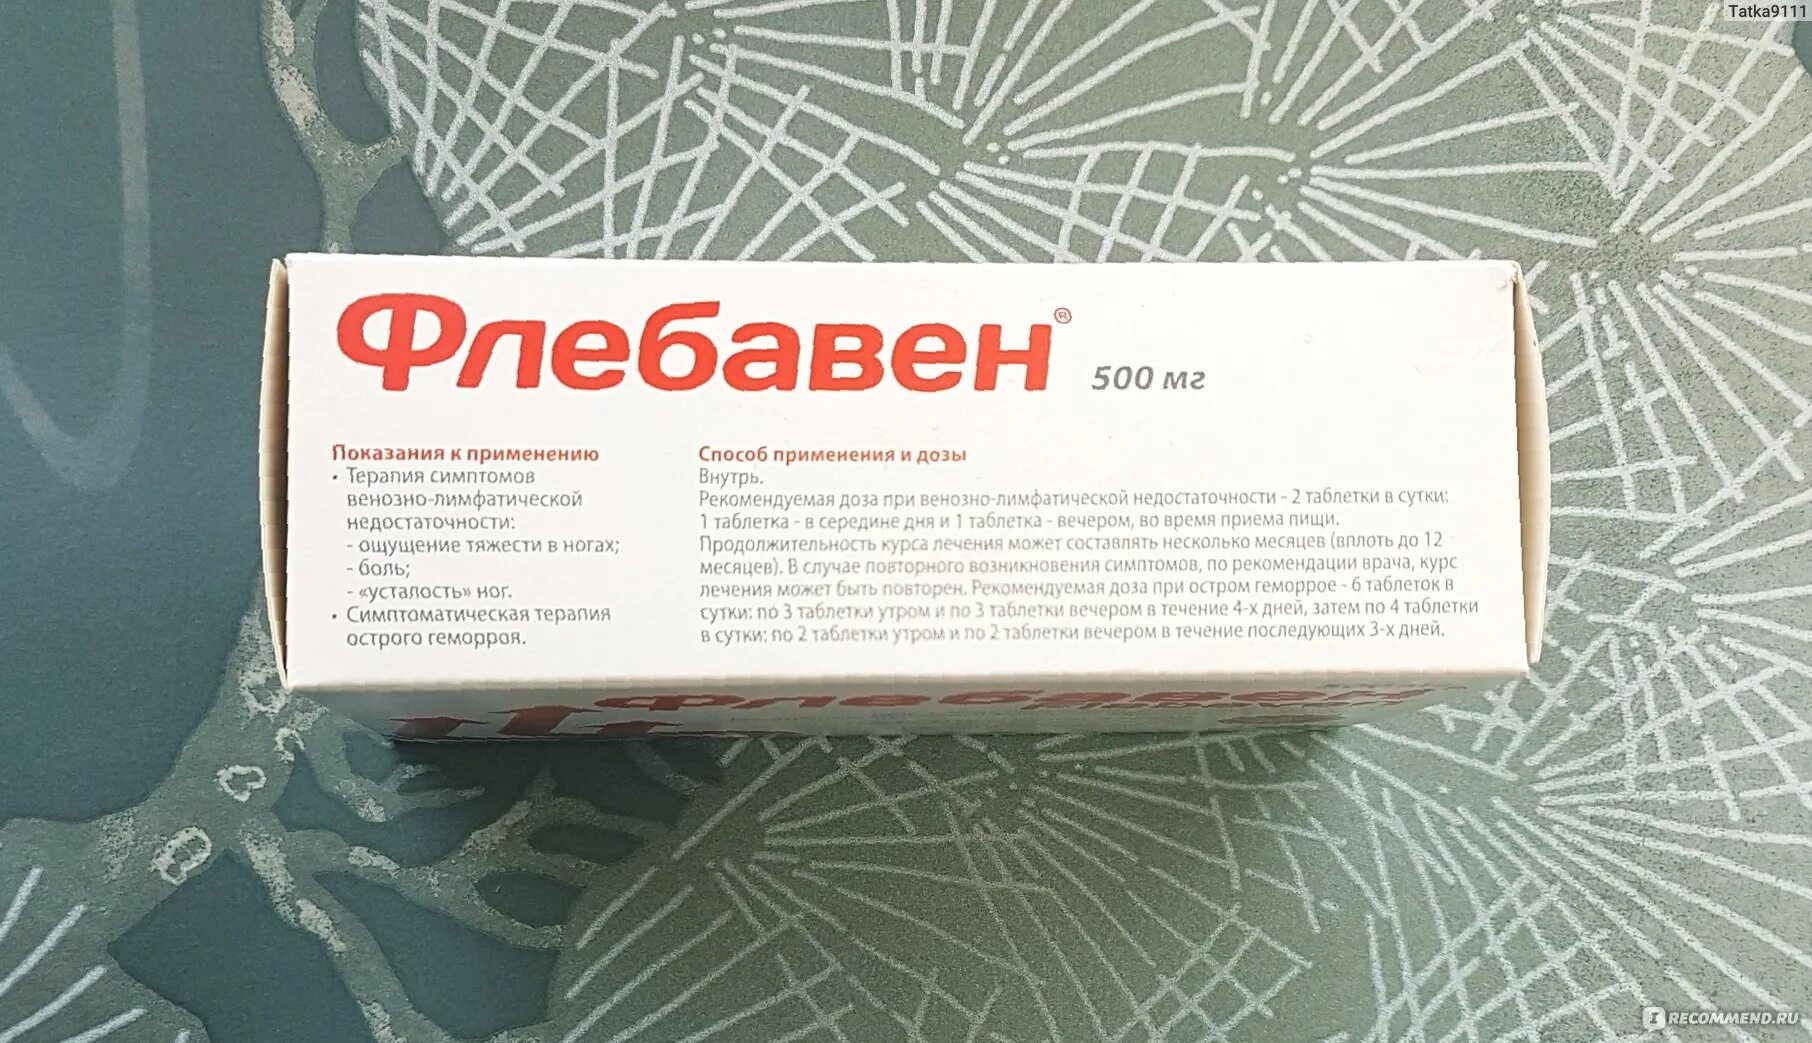 Tatka9111
Флебавен®
500 мг
Показания к применению
• Терапия симптомов
венозно-лимфатической
недостаточности:
- ощущение тяжести в ногах;
- боль;
- «усталость» ног.
• Симптоматическая терапия
острого геморроя.
Способ применения и дозы
Внутрь.
Рекомендуемая доза при венозно-лимфатической недостаточности - 2 таблетки в сутки:
1 таблетка - в середине дня и 1 таблетка - вечером, во время приема пищи.
Продолжительность курса лечения может составлять несколько месяцев (вплоть до 12
месяцев). В случае повторного возникновения симптомов, по рекомендации врача, курс
лечения может быть повторен. Рекомендуемая доза при остром геморрое - 6 таблеток в
сутки: по 3 таблетки утром и по 3 таблетки вечером в течение 4-х дней, затем по 4 таблетки
в сутки: по 2 таблетки утром и по 2 таблетки вечером в течение последующих 3-х дней.
Флебавен
IRECOMMEND.RU